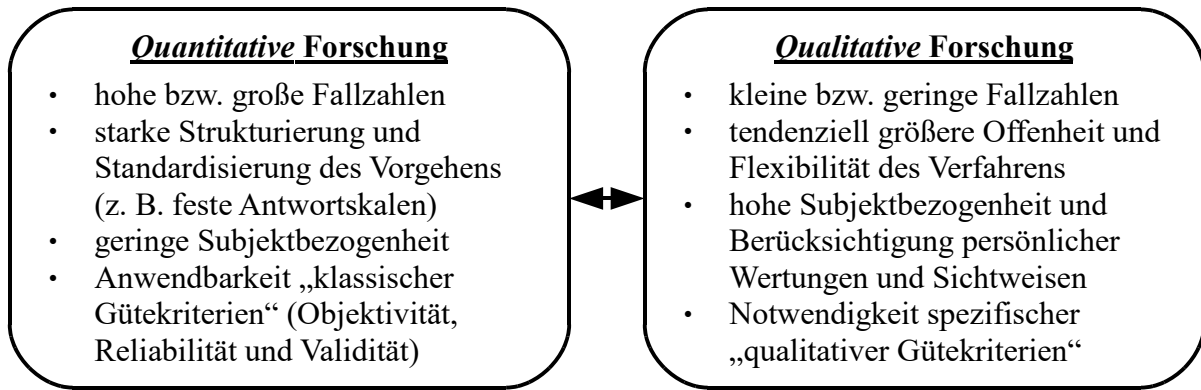 Quantitative Forschung
• hohe bzw. große Fallzahlen
• starke Strukturierung und
Standardisierung des Vorgehens
(z. B. feste Antwortskalen)
• geringe Subjektbezogenheit
• Anwendbarkeit „klassischer
Gütekriterien“ (Objektivität,
Reliabilität und Validität)
Qualitative Forschung
• kleine bzw. geringe Fallzahlen
• tendenziell größere Offenheit und
Flexibilität des Verfahrens
• hohe Subjektbezogenheit und
Berücksichtigung persönlicher
Wertungen und Sichtweisen
• Notwendigkeit spezifischer
„qualitativer Gütekriterien“